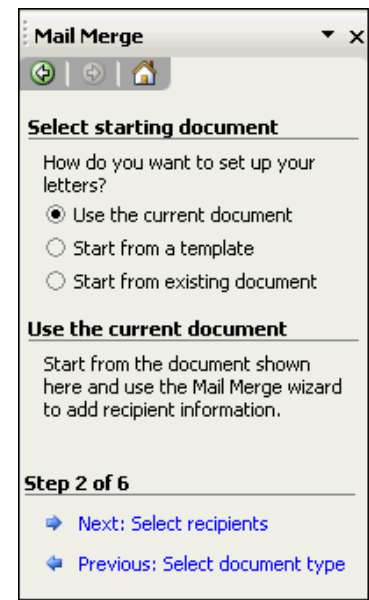 Mail Merge
Select starting document
How do you want to set up your
letters?
Use the current document
Start from a template
Start from existing document
Use the current document
Start from the document shown
here and use the Mail Merge wizard
to add recipient information.
Step 2 of 6
Next: Select recipients
Previous: Select document type